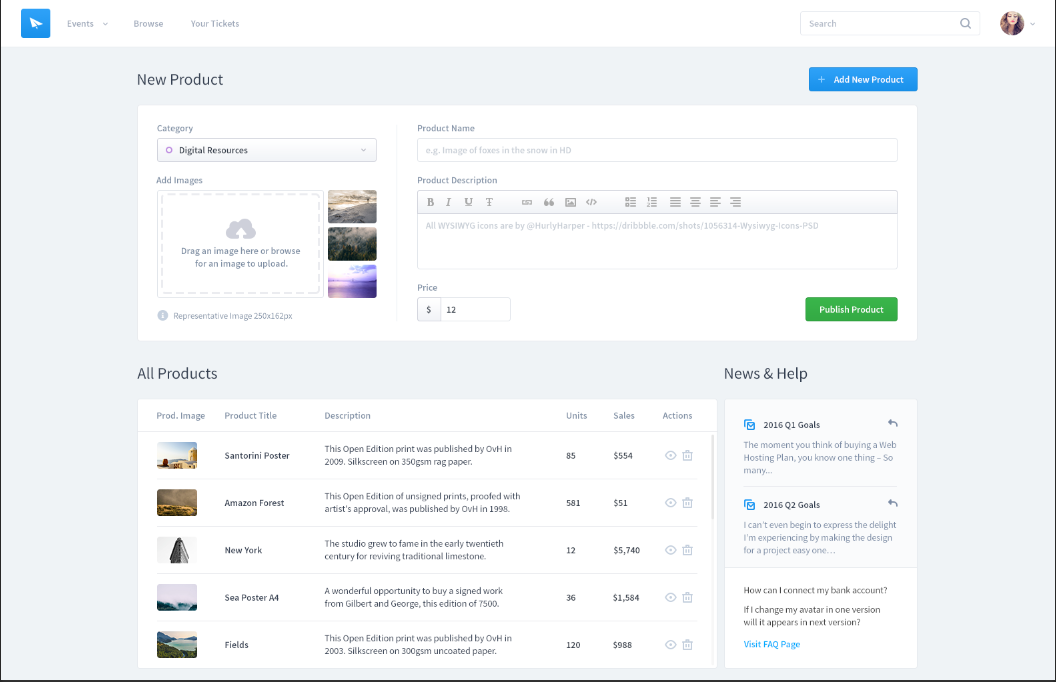 Events
Browse
Your Tickets
Search
New Product
+ Add New Product
Category
Digital Resources
Add Images
Drag an image here or browse
for an image to upload.
Representative Image 250x162px
Product Name
e.g. Image of foxes in the snow in HD
Product Description
B I U T
All WYSIWYG icons are by @HurlyHarper - https://dribbble.com/shots/1056314-Wysiwyg-Icons-PSD
Price
$ 12
Publish Product
All Products
Prod. Image Product Title Description Units Sales Actions
Santorini Poster
This Open Edition print was published by OvH in
2009. Silkscreen on 350gsm rag paper.
85 $554
Amazon Forest
This Open Edition of unsigned prints, proofed with
artist's approval, was published by OvH in 1998.
581 $51
New York
The studio grew to fame in the early twentieth
century for reviving traditional limestone.
12 $5,740
Sea Poster A4
A wonderful opportunity to buy a signed work
from Gilbert and George, this edition of 7500.
36 $1,584
Fields
This Open Edition print was published by OvH in
2003. Silkscreen on 300gsm uncoated paper.
120 $988
News & Help
2016 Q1 Goals
The moment you think of buying a Web
Hosting Plan, you know one thing – So
many...
2016 Q2 Goals
I can't even begin to express the delight
I'm experiencing by making the design
for a project easy one…
How can I connect my bank account?
If I change my avatar in one version
will it appears in next version?
Visit FAQ Page